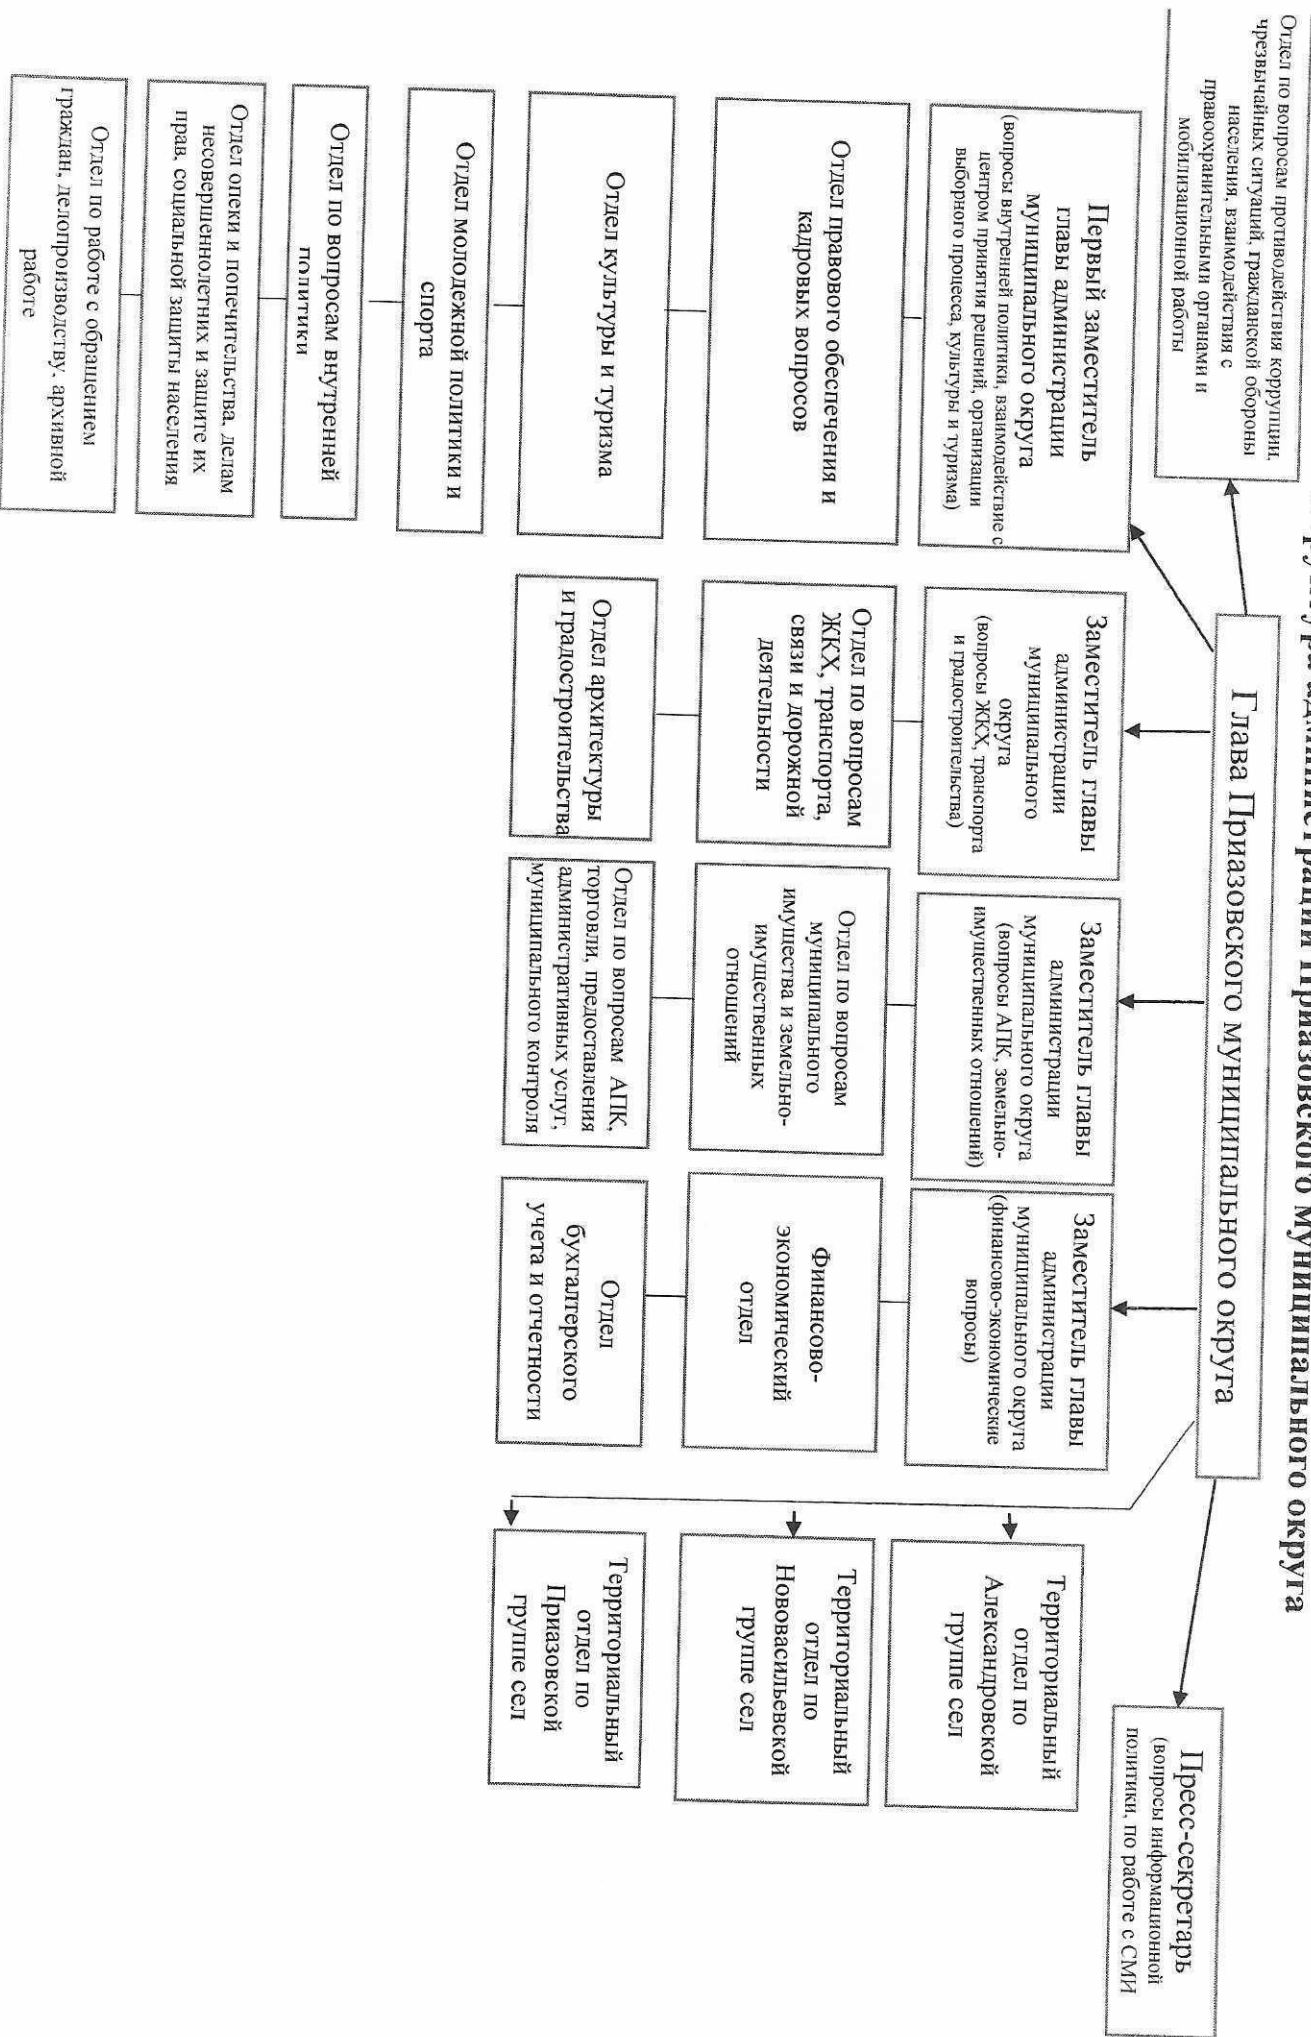 администрации Приазовского муниципального округа
Глава Приазовского муниципального округа
Отдел по вопросам противодействия коррупции,
чрезвычайных ситуаций, гражданской обороны
населения, взаимодействия с
правоохранительными органами и
мобилизационной работы
Пресс-секретарь
(вопросы информационной
политики, по работе с СМИ
Первый заместитель
главы администрации
муниципального округа
(вопросы внутренней политики, взаимодействие с
центром принятия решений, организации
выборного процесса, культуры и туризма)
Отдел правового обеспечения и
кадровых вопросов
Отдел культуры и туризма
Отдел молодежной политики и
спорта
Отдел по вопросам внутренней
политики
Отдел опеки и попечительства, делам
несовершеннолетних и защите их
прав, социальной защиты населения
Отдел по работе с обращением
граждан, делопроизводству, архивной
работе
Заместитель главы
администрации
муниципального
округа
(вопросы ЖКХ, транспорта
и градостроительства)
Отдел по вопросам
ЖКХ, транспорта,
связи и дорожной
деятельности
Отдел архитектуры
и градостроительства
Заместитель главы
администрации
муниципального округа
(вопросы АПК, земельно-
имущественных отношений)
Отдел по вопросам
муниципального
имущества и земельно-
имущественных
отношений
Отдел по вопросам АПК,
торговли, предоставления
административных услуг,
муниципального контроля
Заместитель главы
администрации
муниципального округа
(финансово-экономические
вопросы)
Финансово-
экономический
отдел
Отдел
бухгалтерского
учета и отчетности
Территориальный
отдел по
Александровской
группе сел
Территориальный
отдел по
Нововасильевской
группе сел
Территориальный
отдел по
Приазовской
группе сел